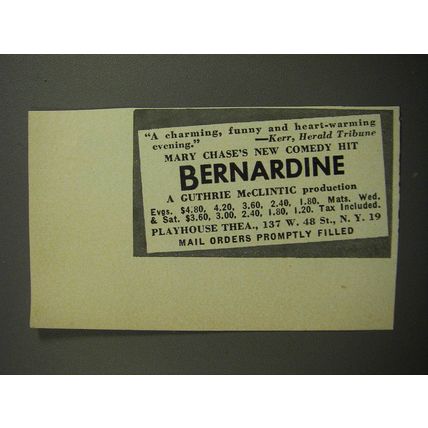 "A charming, funny and heart-warming
evening." —Kerr, Herald Tribune
MARY CHASE'S NEW COMEDY HIT
BERNARDINE
A GUTHRIE McCLINTIC production
Evgs. $4.80, 4.20, 3.60, 2.40, 1.80. Mats. Wed.
& Sat. $3.60, 3.00, 2.40, 1.80, 1.20. Tax Included.
PLAYHOUSE THEA., 137 W. 48 St., N. Y. 19
MAIL ORDERS PROMPTLY FILLED